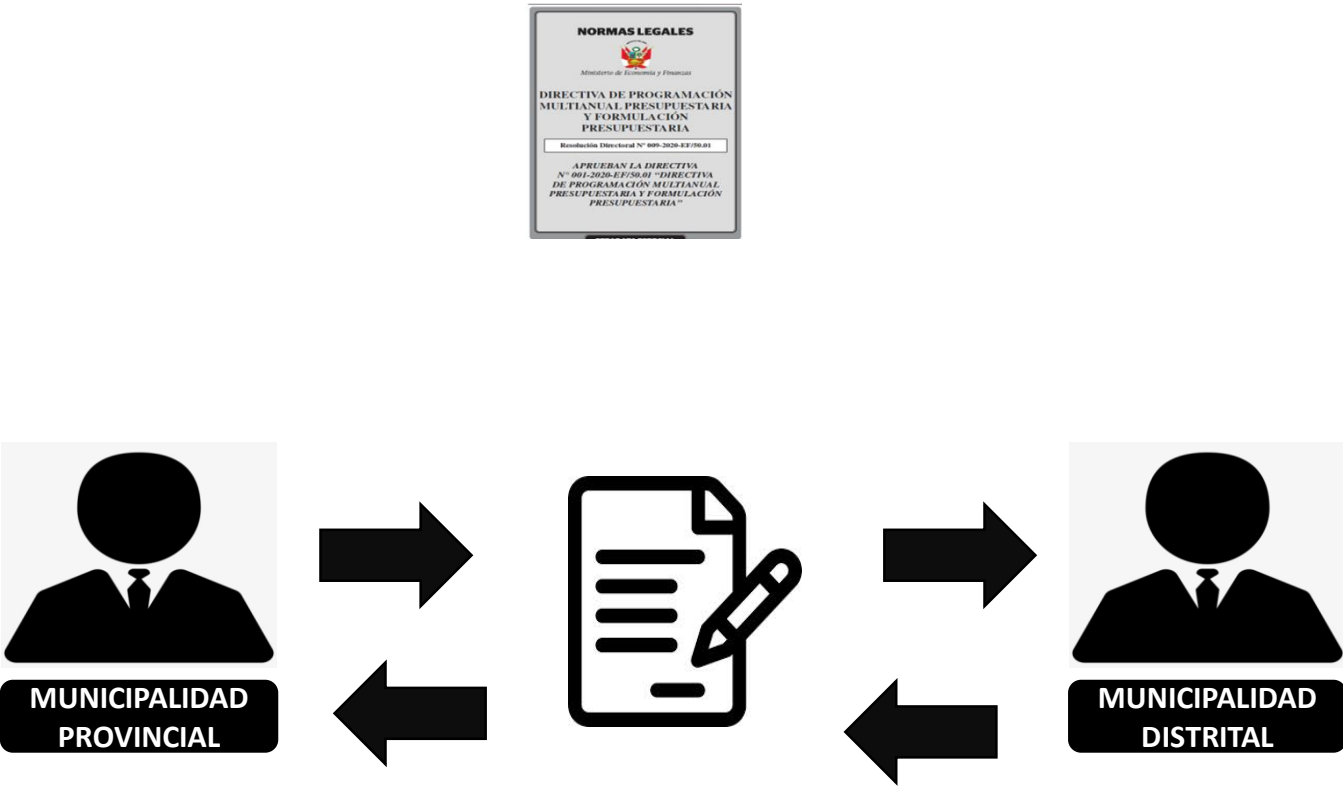 NORMAS LEGALES
Ministerio de Economía y Finanzas
DIRECTIVA DE PROGRAMACIÓN
MULTIANUAL PRESUPUESTARIA
Y FORMULACIÓN
PRESUPUESTARIA
Resolución Directoral N° 009-2020-EF/50.01
APRUEBAN LA DIRECTIVA
N° 001-2020-EF/50.01 “DIRECTIVA
DE PROGRAMACIÓN MULTIANUAL
PRESUPUESTARIA Y FORMULACIÓN
PRESUPUESTARIA”
MUNICIPALIDAD
PROVINCIAL
MUNICIPALIDAD
DISTRITAL